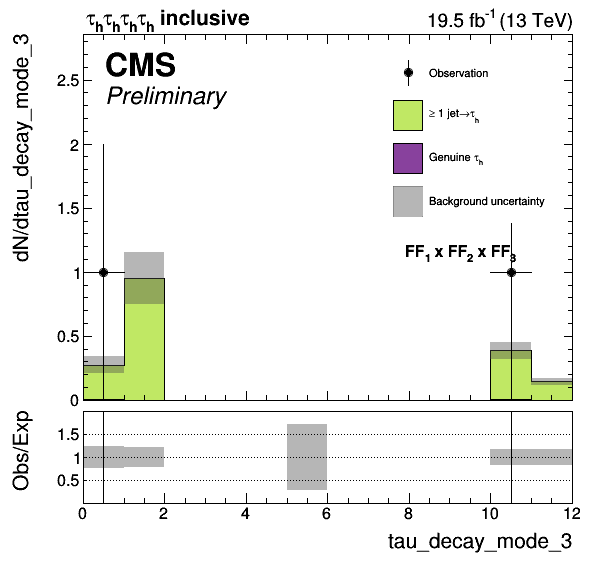 τhτhτhτh inclusive
19.5 fb-1 (13 TeV)
CMS
Preliminary
Observation
≥ 1 jet→τh
Genuine τh
Background uncertainty
FF1 x FF2 x FF3
dN/dtau_decay_mode_3
2.5
2
1.5
1
0.5
0
Obs/Exp
1.5
1
0.5
0 2 4 6 8 10 12
tau_decay_mode_3